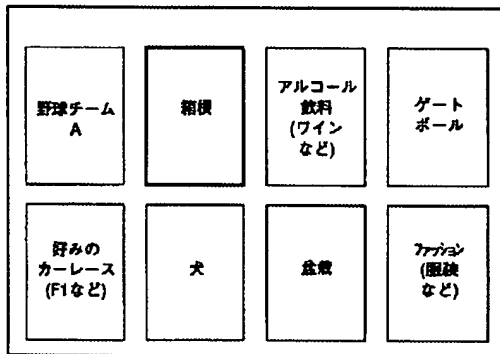 野球チーム
A
箱根
アルコール
飲料
(ワイン
など)
ゲート
ボール
好みの
カーレース
(F1など)
犬
盆栽
ファッション
(服装
など)